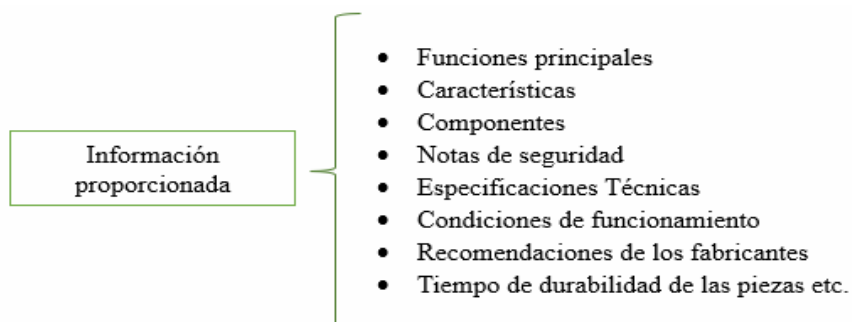 Información
proporcionada
• Funciones principales
• Características
• Componentes
• Notas de seguridad
• Especificaciones Técnicas
• Condiciones de funcionamiento
• Recomendaciones de los fabricantes
• Tiempo de durabilidad de las piezas etc.